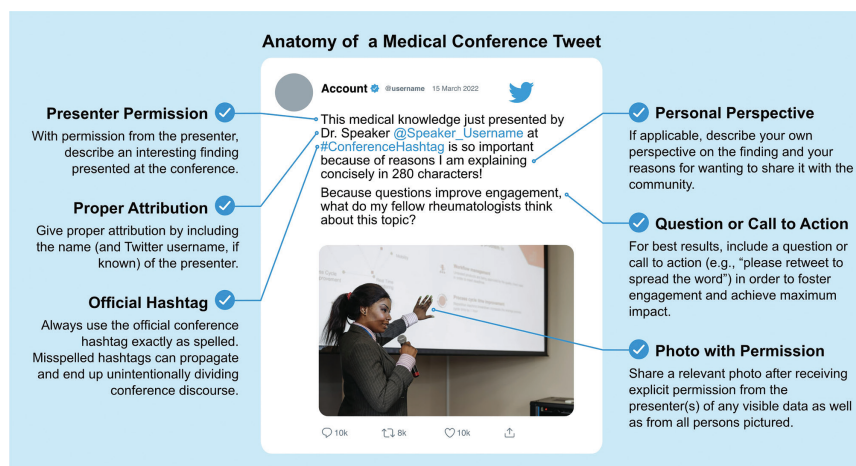 Anatomy of a Medical Conference Tweet
Presenter Permission
With permission from the presenter,
describe an interesting finding
presented at the conference.
Proper Attribution
Give proper attribution by including
the name (and Twitter username, if
known) of the presenter.
Official Hashtag
Always use the official conference
hashtag exactly as spelled.
Misspelled hashtags can propagate
and end up unintentionally dividing
conference discourse.
Account @username 15 March 2022
This medical knowledge just presented by
Dr. Speaker @Speaker_Username at
#ConferenceHashtag is so important
because of reasons I am explaining
concisely in 280 characters!
Because questions improve engagement,
what do my fellow rheumatologists think
about this topic?
10k 8k 10k
Personal Perspective
If applicable, describe your own
perspective on the finding and your
reasons for wanting to share it with the
community.
Question or Call to Action
For best results, include a question or
call to action (e.g., “please retweet to
spread the word”) in order to foster
engagement and achieve maximum
impact.
Photo with Permission
Share a relevant photo after receiving
explicit permission from the
presenter(s) of any visible data as well
as from all persons pictured.